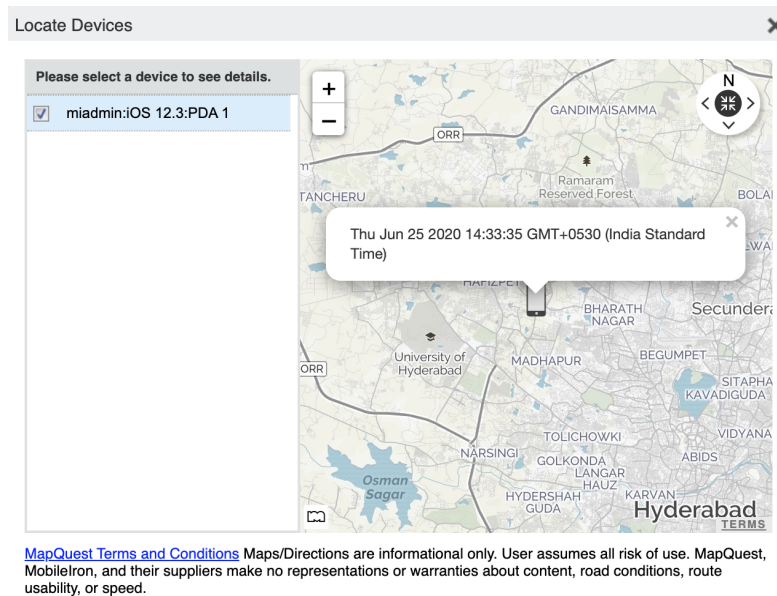 Locate Devices
Please select a device to see details.
miadmin:iOS 12.3:PDA 1
+
−
N
GANDIMAISAMMA
ORR
Ramaram
Reserved Forest
TANCHERU
BOLA
Thu Jun 25 2020 14:33:35 GMT+0530 (India Standard
Time)
HAFIZPET
BHARATH
NAGAR
Secundera
University of
Hyderabad
MADHAPUR
BEGUMPET
ORR
SITAPHA
KAVADIGUDA
TOLICHOWKI
VIDYANA
NARSINGI
GOLKONDA
ABIDS
LANGAR
HAUZ
Osman
Sagar
HYDERSHAH
GUDA
KARVAN
Hyderabad
TERMS
MapQuest Terms and Conditions Maps/Directions are informational only. User assumes all risk of use. MapQuest,
MobileIron, and their suppliers make no representations or warranties about content, road conditions, route
usability, or speed.